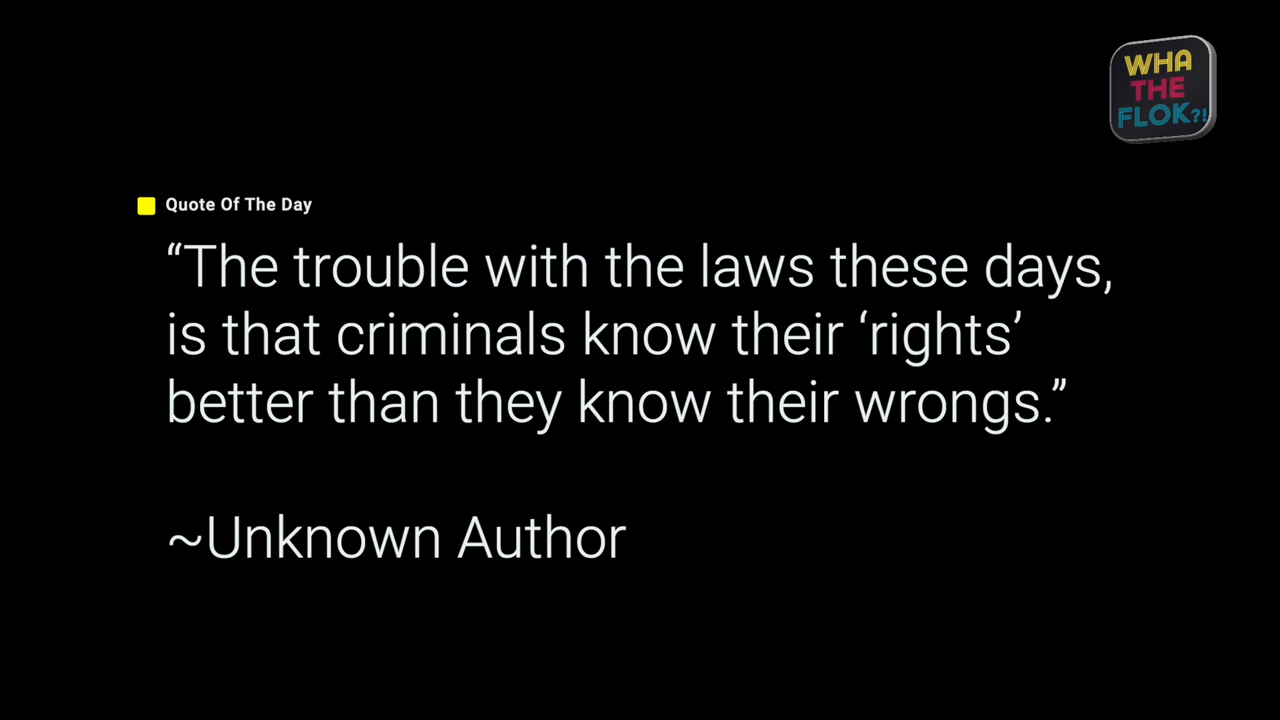 WHA
THE
FLOK?!
Quote Of The Day
“The trouble with the laws these days,
is that criminals know their ‘rights’
better than they know their wrongs.”
~Unknown Author